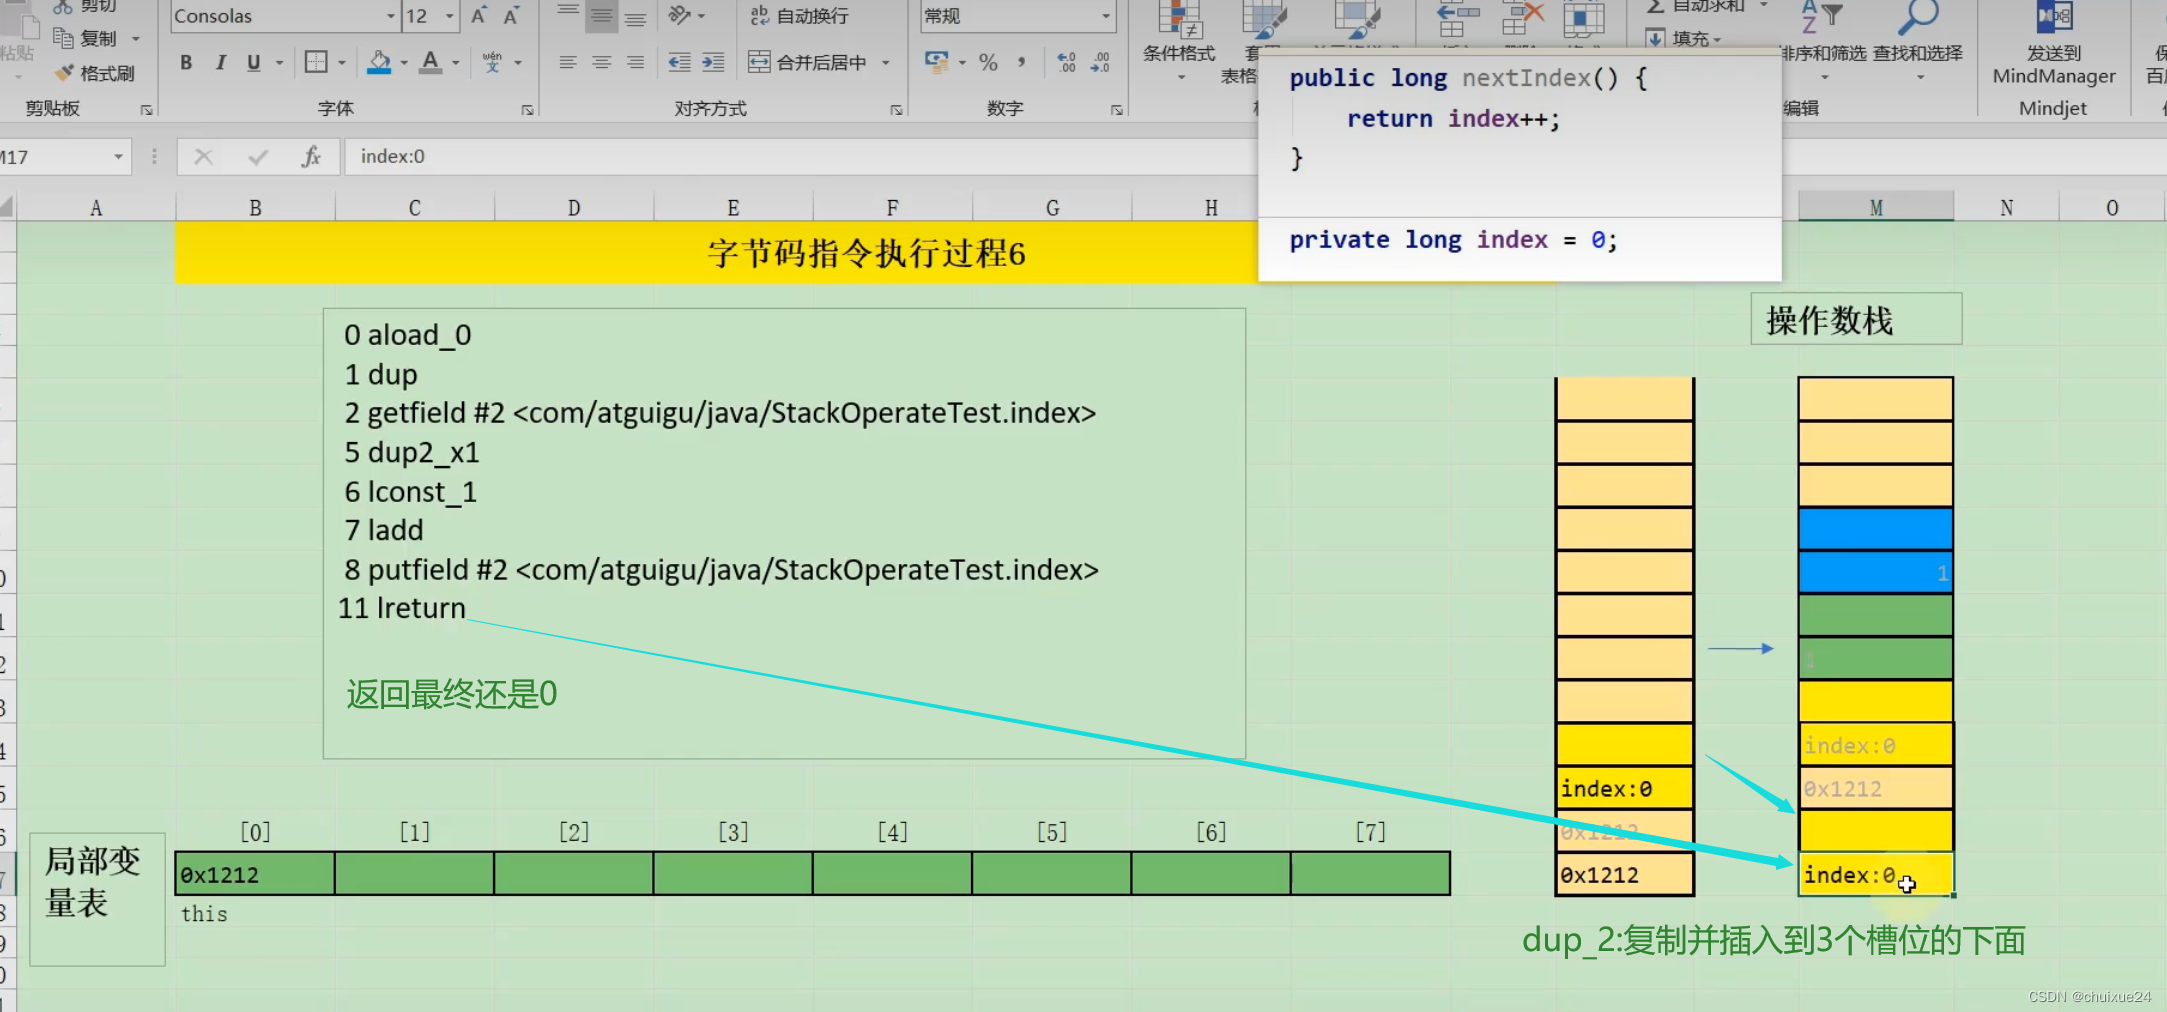 剪切
粘贴
复制
格式刷
剪贴板
Consolas
12
A A
B I U
A
wén
文
字体
ab
c
自动换行
合并后居中
对齐方式
常规
%
,
.00
.0
数字
条件格式
套用
表格
自动求和
填充
排序和筛选
查找和选择
编辑
发送到
MindManager
Mindjet
public long nextIndex() {
return index++;
}
private long index = 0;
M17
fx
index:0
A B C D E F G H M N O
字节码指令执行过程6
0 aload_0
1 dup
2 getfield #2 <com/atguigu/java/StackOperateTest.index>
5 dup2_x1
6 lconst_1
7 ladd
8 putfield #2 <com/atguigu/java/StackOperateTest.index>
11 lreturn
返回最终还是0
操作数栈
1
1
index:0
index:0
0x1212
0x1212
0x1212
index:0
[0] [1] [2] [3] [4] [5] [6] [7]
局部变
量表
0x1212
this
dup_2:复制并插入到3个槽位的下面
CSDN @chuixue24